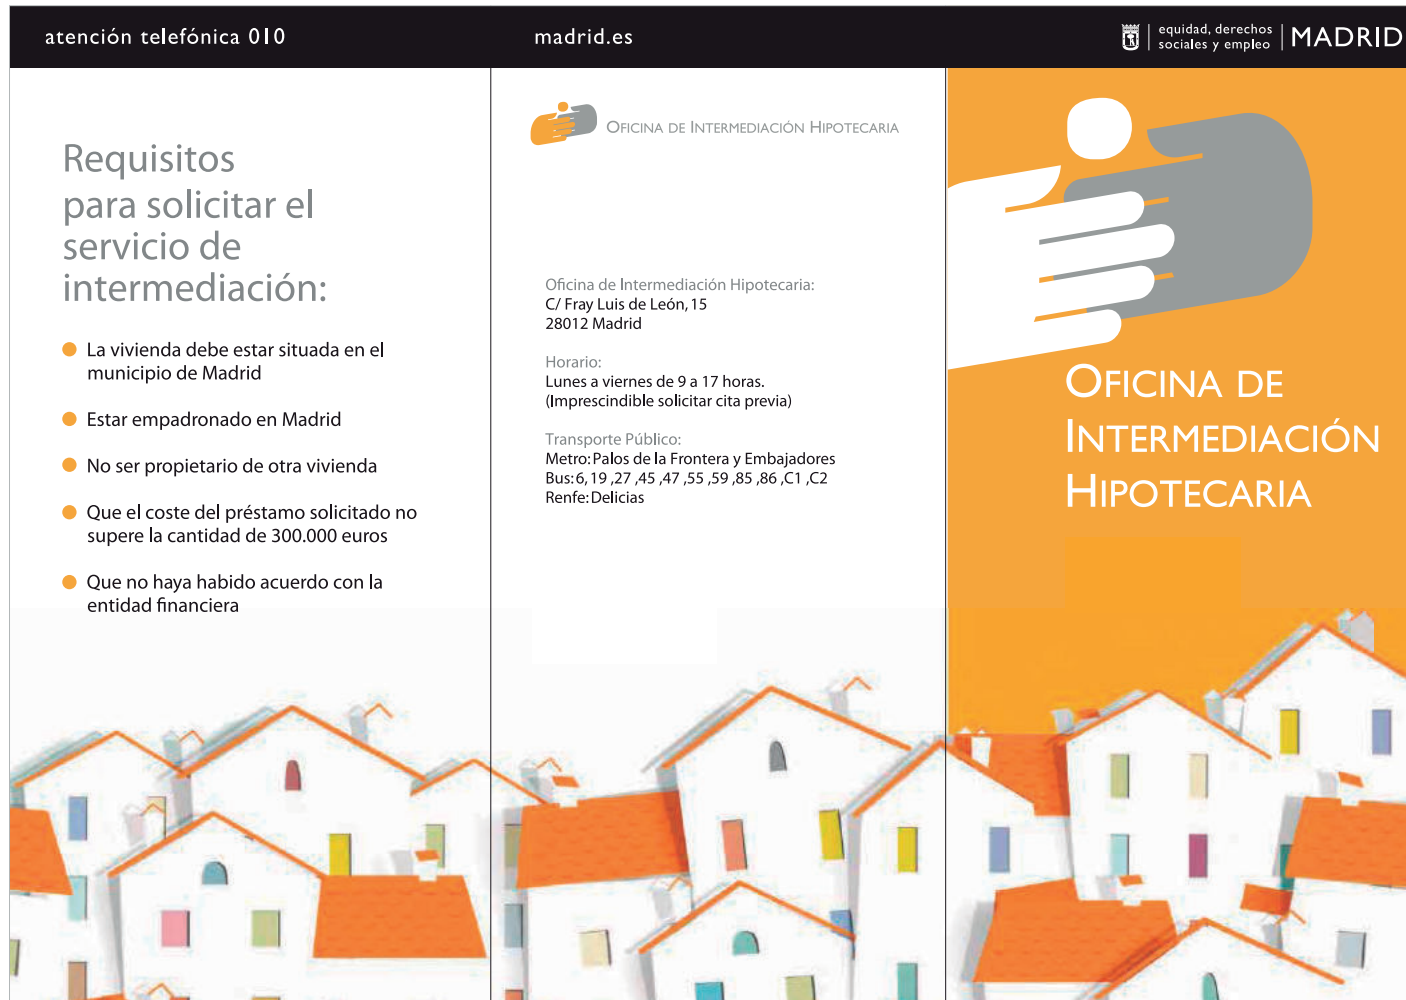 atención telefónica 010
madrid.es
equidad, derechos
sociales y empleo
MADRID
Requisitos
para solicitar el
servicio de
intermediación:
La vivienda debe estar situada en el
municipio de Madrid
Estar empadronado en Madrid
No ser propietario de otra vivienda
Que el coste del préstamo solicitado no
supere la cantidad de 300.000 euros
Que no haya habido acuerdo con la
entidad financiera
OFICINA DE INTERMEDIACIÓN HIPOTECARIA
Oficina de Intermediación Hipotecaria:
C/ Fray Luis de León, 15
28012 Madrid
Horario:
Lunes a viernes de 9 a 17 horas.
(Imprescindible solicitar cita previa)
Transporte Público:
Metro: Palos de la Frontera y Embajadores
Bus: 6, 19 ,27 ,45 ,47 ,55 ,59 ,85 ,86 ,C1 ,C2
Renfe: Delicias
OFICINA DE
INTERMEDIACIÓN
HIPOTECARIA